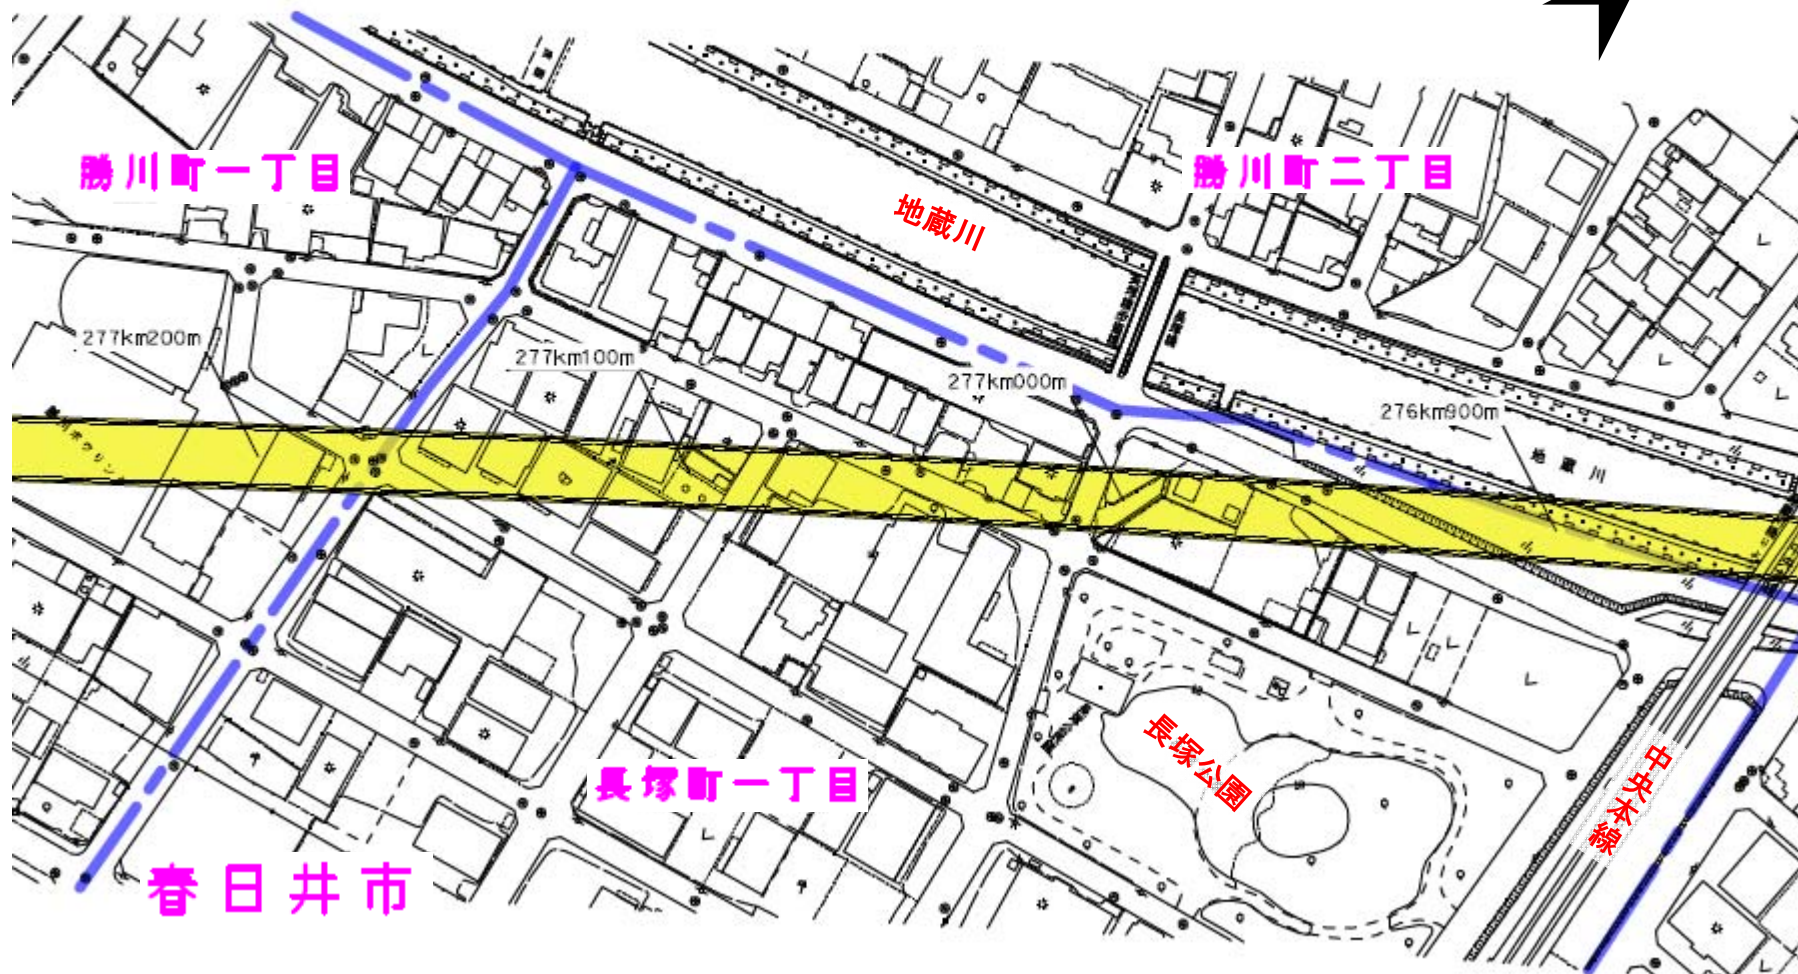 勝川町一丁目
勝川町二丁目
地蔵川
277km200m
277km100m
277km000m
276km900m
地蔵川
長塚町一丁目
長塚公園
中央本線
春日井市